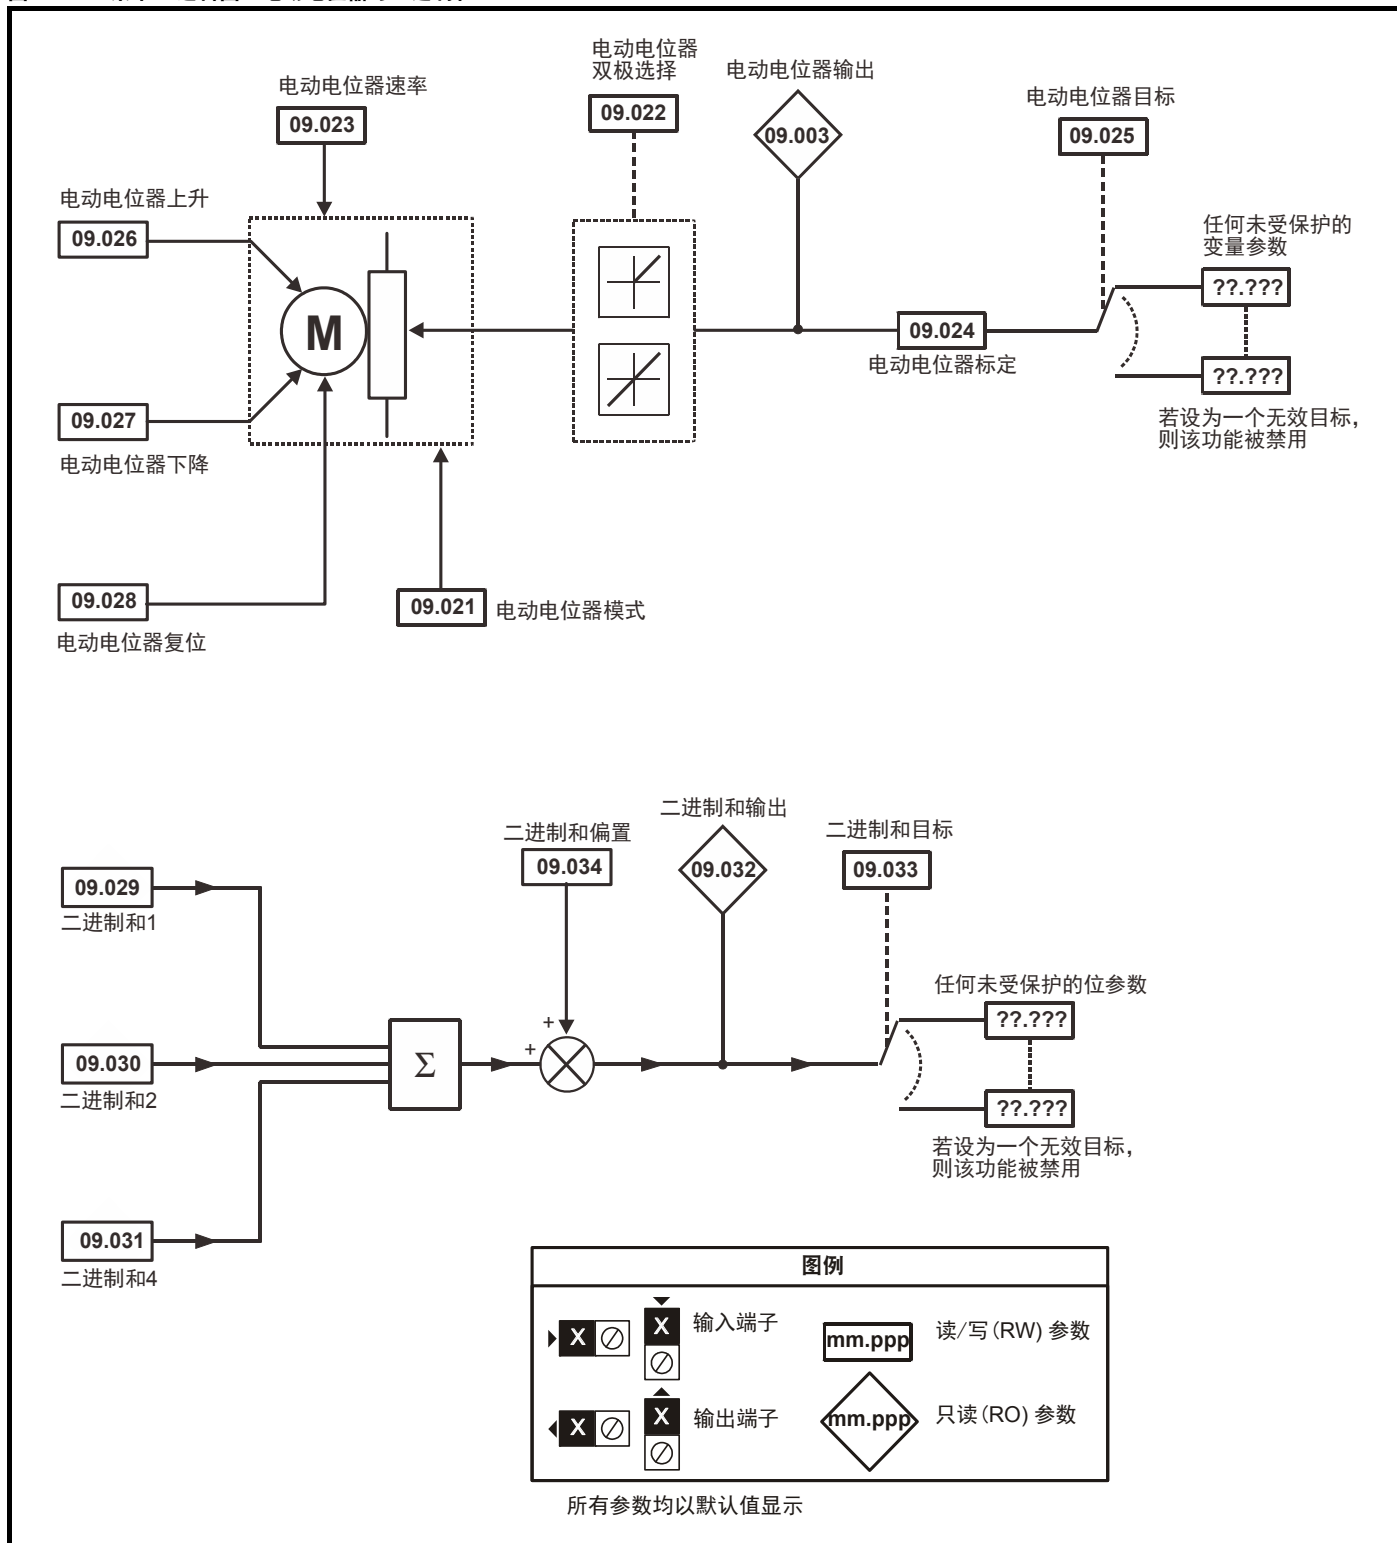 电动电位器速率
09.023
电动电位器
双极选择
09.022
电动电位器输出
09.003
电动电位器目标
09.025
电动电位器上升
09.026
M
09.027
电动电位器下降
09.028
电动电位器复位
09.021
电动电位器模式
09.024
电动电位器标定
任何未受保护的
变量参数
??.???
??.???
若设为一个无效目标,
则该功能被禁用
二进制和偏置
09.034
二进制和输出
09.032
二进制和目标
09.033
09.029
二进制和1
09.030
二进制和2
09.031
二进制和4
Σ
+
+
任何未受保护的位参数
??.???
??.???
若设为一个无效目标,
则该功能被禁用
图例
X
X
输入端子
mm.ppp
读/写(RW) 参数
X
X
输出端子
mm.ppp
只读(RO) 参数
所有参数均以默认值显示